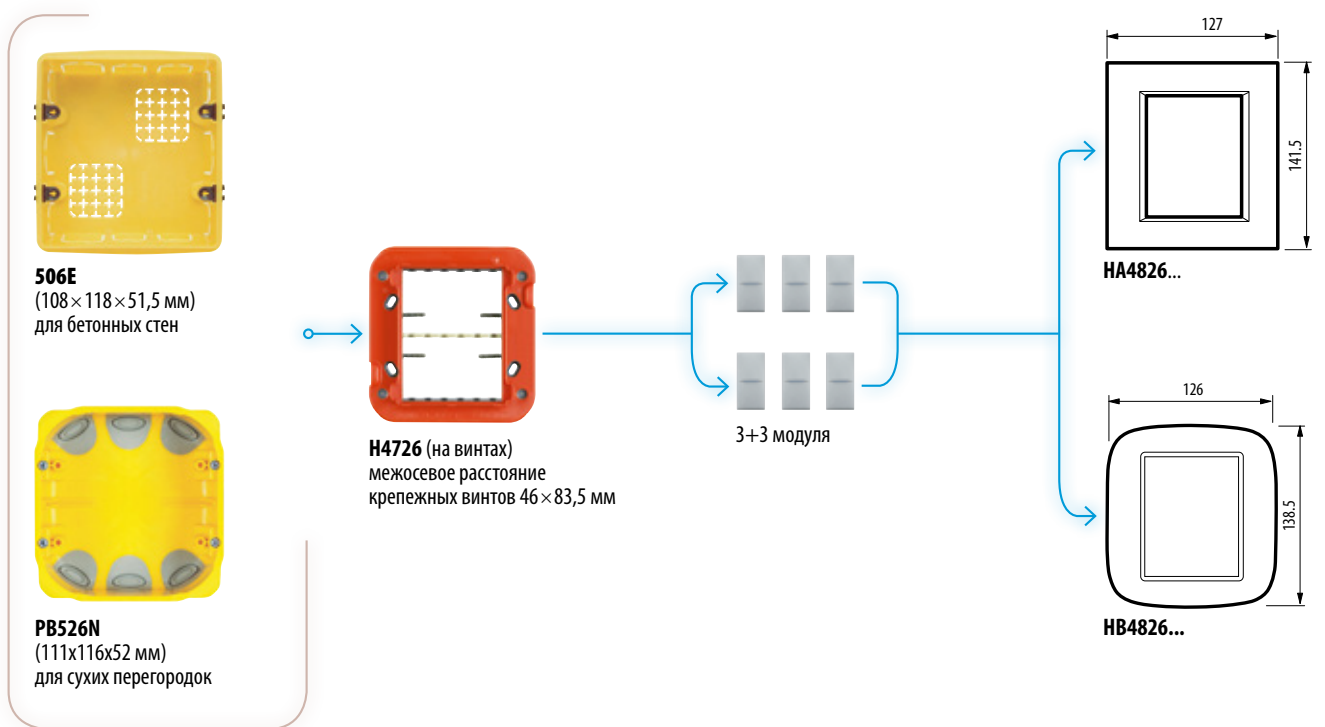 506E
(108×118×51,5 мм)
для бетонных стен
PB526N
(111x116x52 мм)
для сухих перегородок
H4726 (на винтах)
межосевое расстояние
крепежных винтов 46×83,5 мм
3+3 модуля
127
141.5
HA4826...
126
138.5
HB4826...